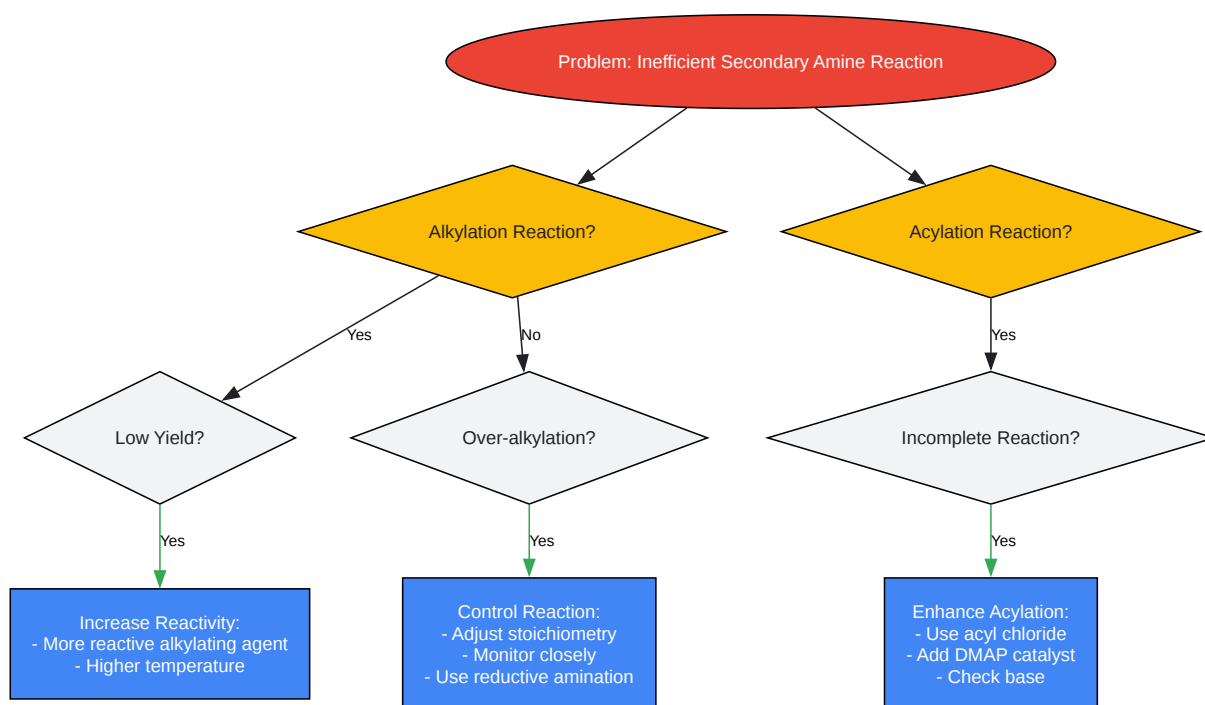 Problem: Inefficient Secondary Amine Reaction
Alkylation Reaction?
Acylation Reaction?
Yes
No
Yes
Low Yield?
Over-alkylation?
Incomplete Reaction?
Yes
Yes
Yes
Increase Reactivity:
- More reactive alkylating agent
- Higher temperature
Control Reaction:
- Adjust stoichiometry
- Monitor closely
- Use reductive amination
Enhance Acylation:
- Use acyl chloride
- Add DMAP catalyst
- Check base